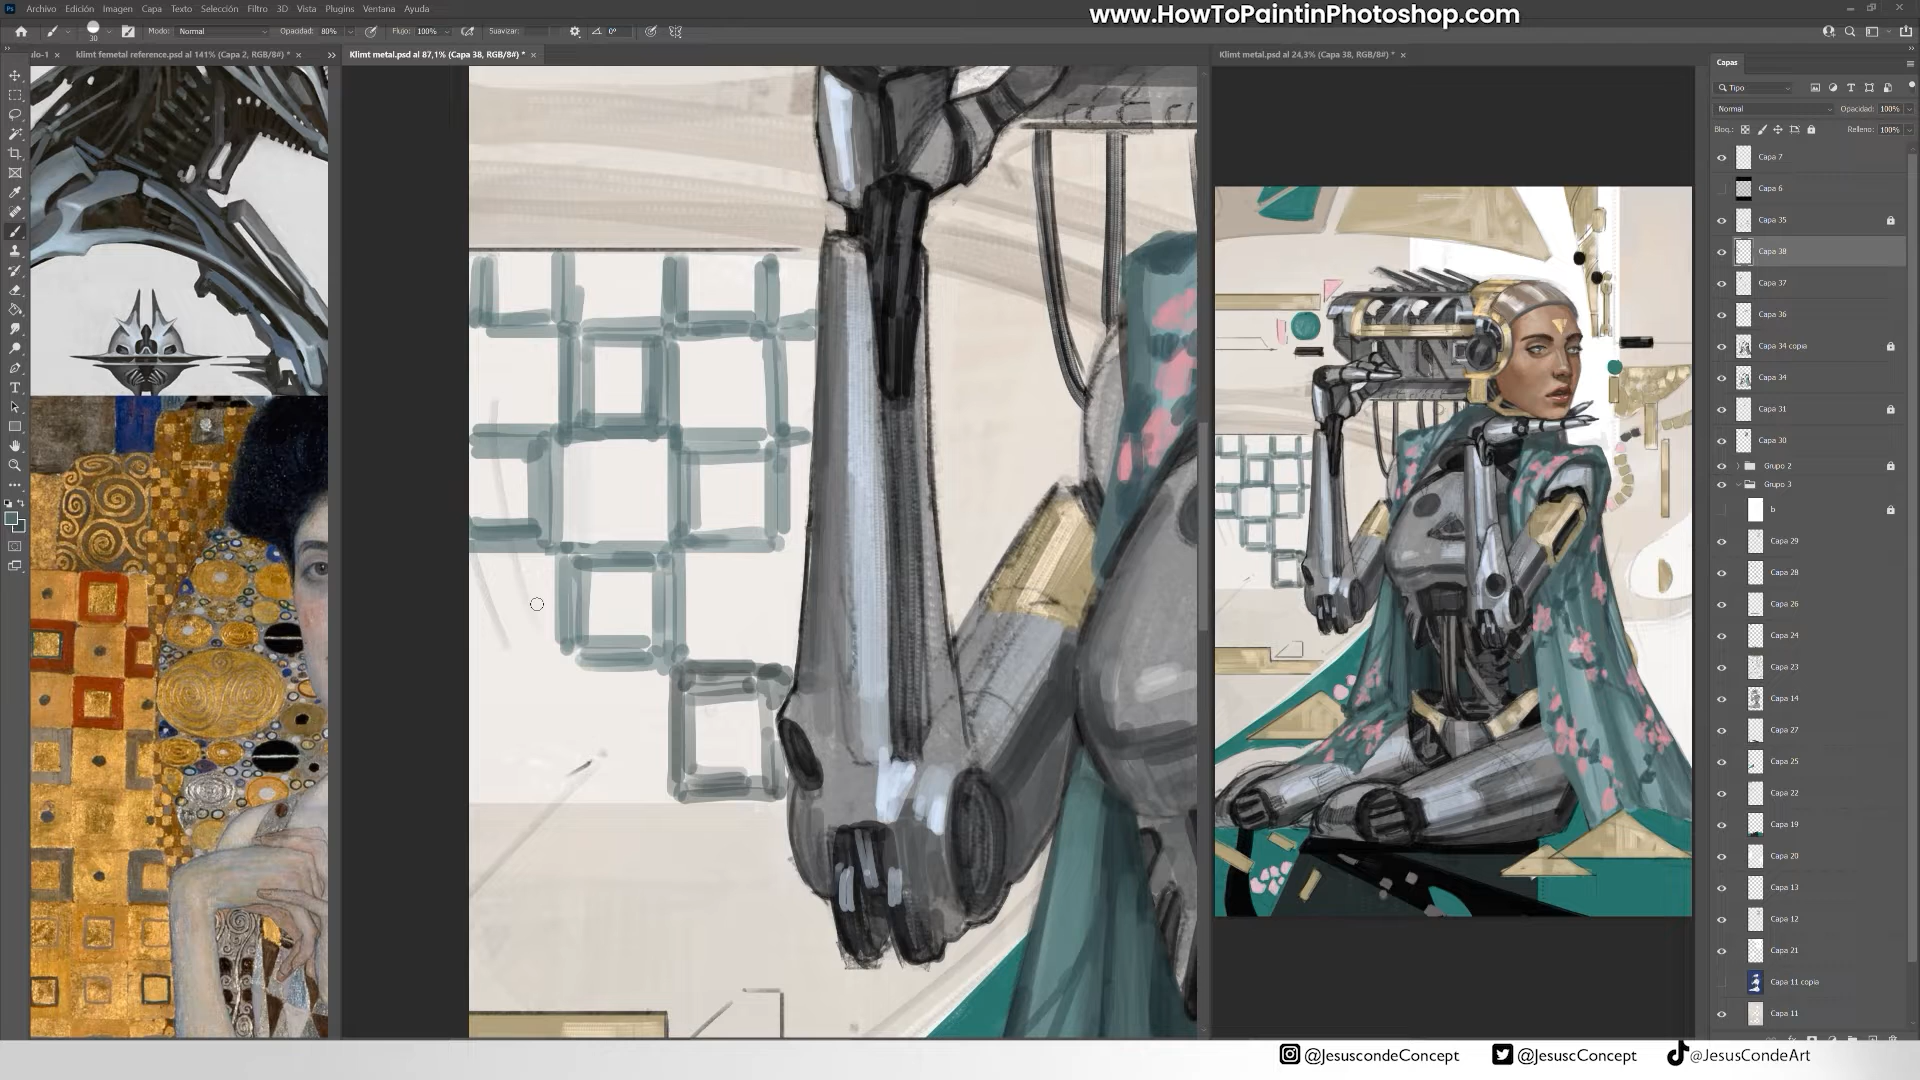 Archivo Edición Imagen Capa Texto Selección Filtro 3D Vista Plugins Ventana Ayuda
www.HowToPaintinPhotoshop.com
30 Modo: Normal Opacidad: 80% Flujo: 100% Suavizar: 0°
ulo-1 × klimt femetal reference.psd al 141% (Capa 2, RGB/8#) * ×
Klimt metal.psd al 87,1% (Capa 38, RGB/8#) * ×
Klimt metal.psd al 24,3% (Capa 38, RGB/8#) * ×
Capas
Tipo
Normal Opacidad: 100%
Bloq.: Relleno: 100%
Capa 7
Capa 6
Capa 35
Capa 38
Capa 37
Capa 36
Capa 34 copia
Capa 34
Capa 31
Capa 30
Grupo 2
Grupo 3
b
Capa 29
Capa 28
Capa 26
Capa 24
Capa 23
Capa 14
Capa 27
Capa 25
Capa 22
Capa 19
Capa 20
Capa 13
Capa 12
Capa 21
Capa 11 copia
Capa 11
@JesuscondeConcept @JesuscConcept @JesusCondeArt